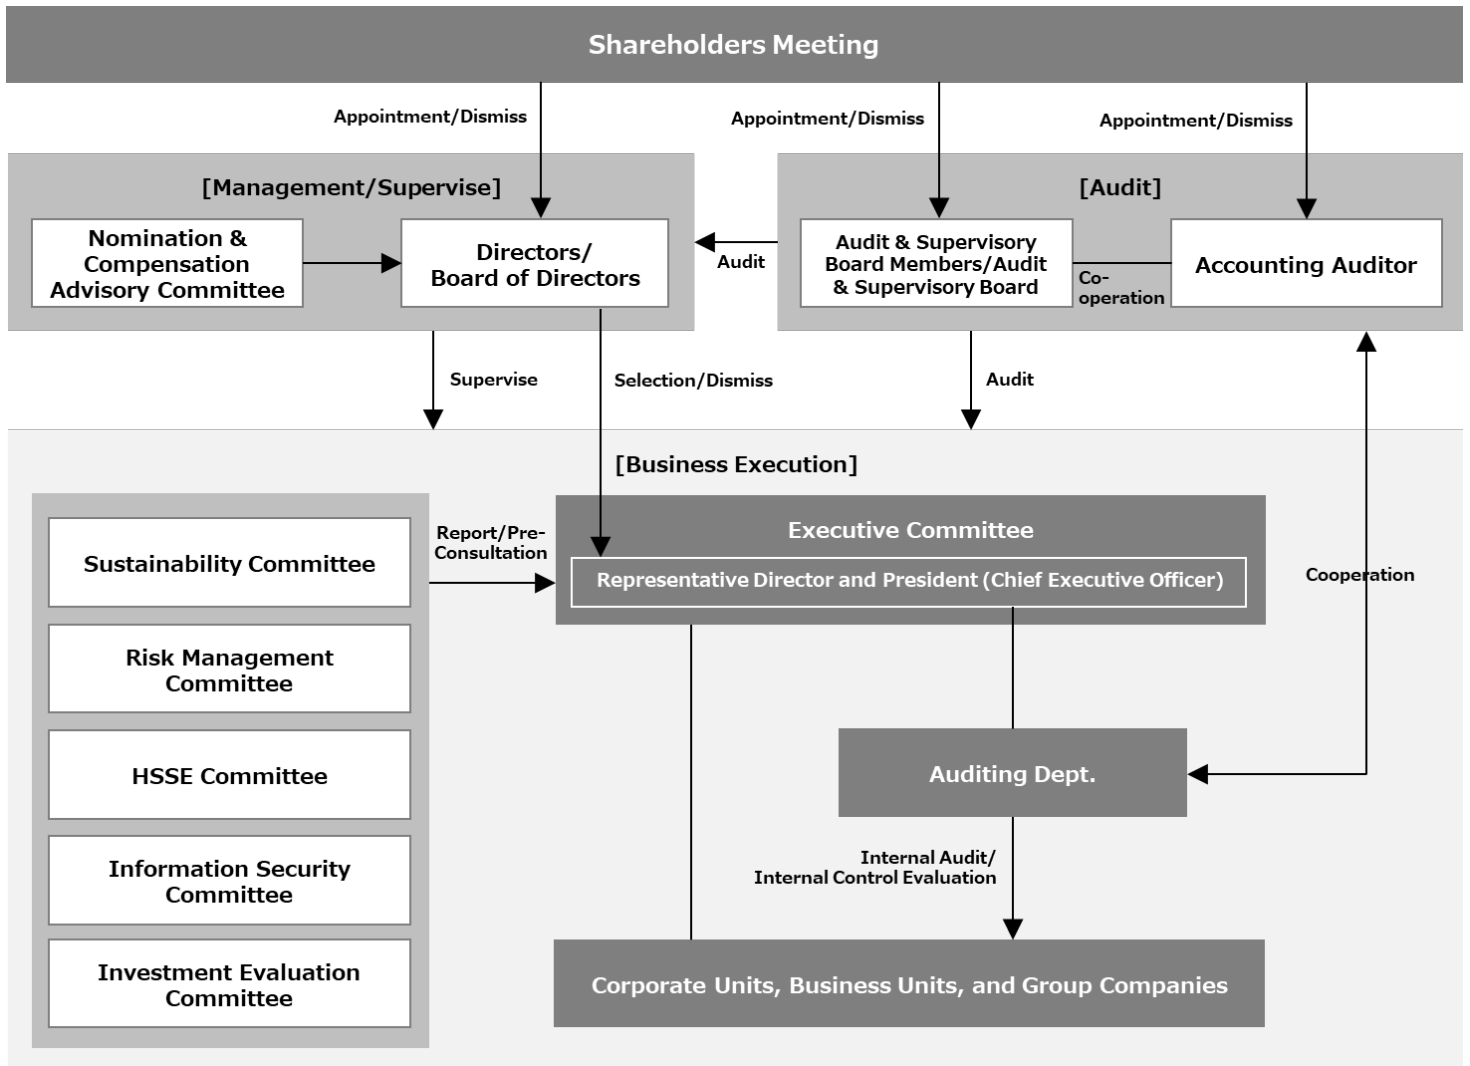 Shareholders Meeting
Appointment/Dismiss
Appointment/Dismiss
Appointment/Dismiss
[Management/Supervise]
[Audit]
Nomination &
Compensation
Advisory Committee
Directors/
Board of Directors
Audit
Audit & Supervisory
Board Members/Audit
& Supervisory Board
Co-
operation
Accounting Auditor
Supervise
Selection/Dismiss
Audit
[Business Execution]
Sustainability Committee
Risk Management
Committee
HSSE Committee
Information Security
Committee
Investment Evaluation
Committee
Report/Pre-
Consultation
Executive Committee
Representative Director and President (Chief Executive Officer)
Cooperation
Auditing Dept.
Internal Audit/
Internal Control Evaluation
Corporate Units, Business Units, and Group Companies